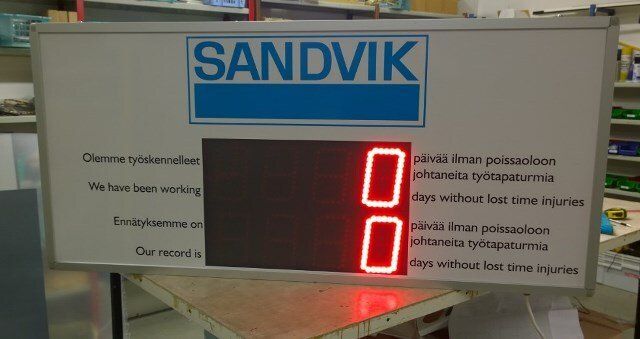 SANDVIK
Olemme työskennelleet
We have been working
0
päivää ilman poissaoloon
johtaneita työtapaturmia
days without lost time injuries
Ennätyksemme on
Our record is
0
päivää ilman poissaoloon
johtaneita työtapaturmia
days without lost time injuries